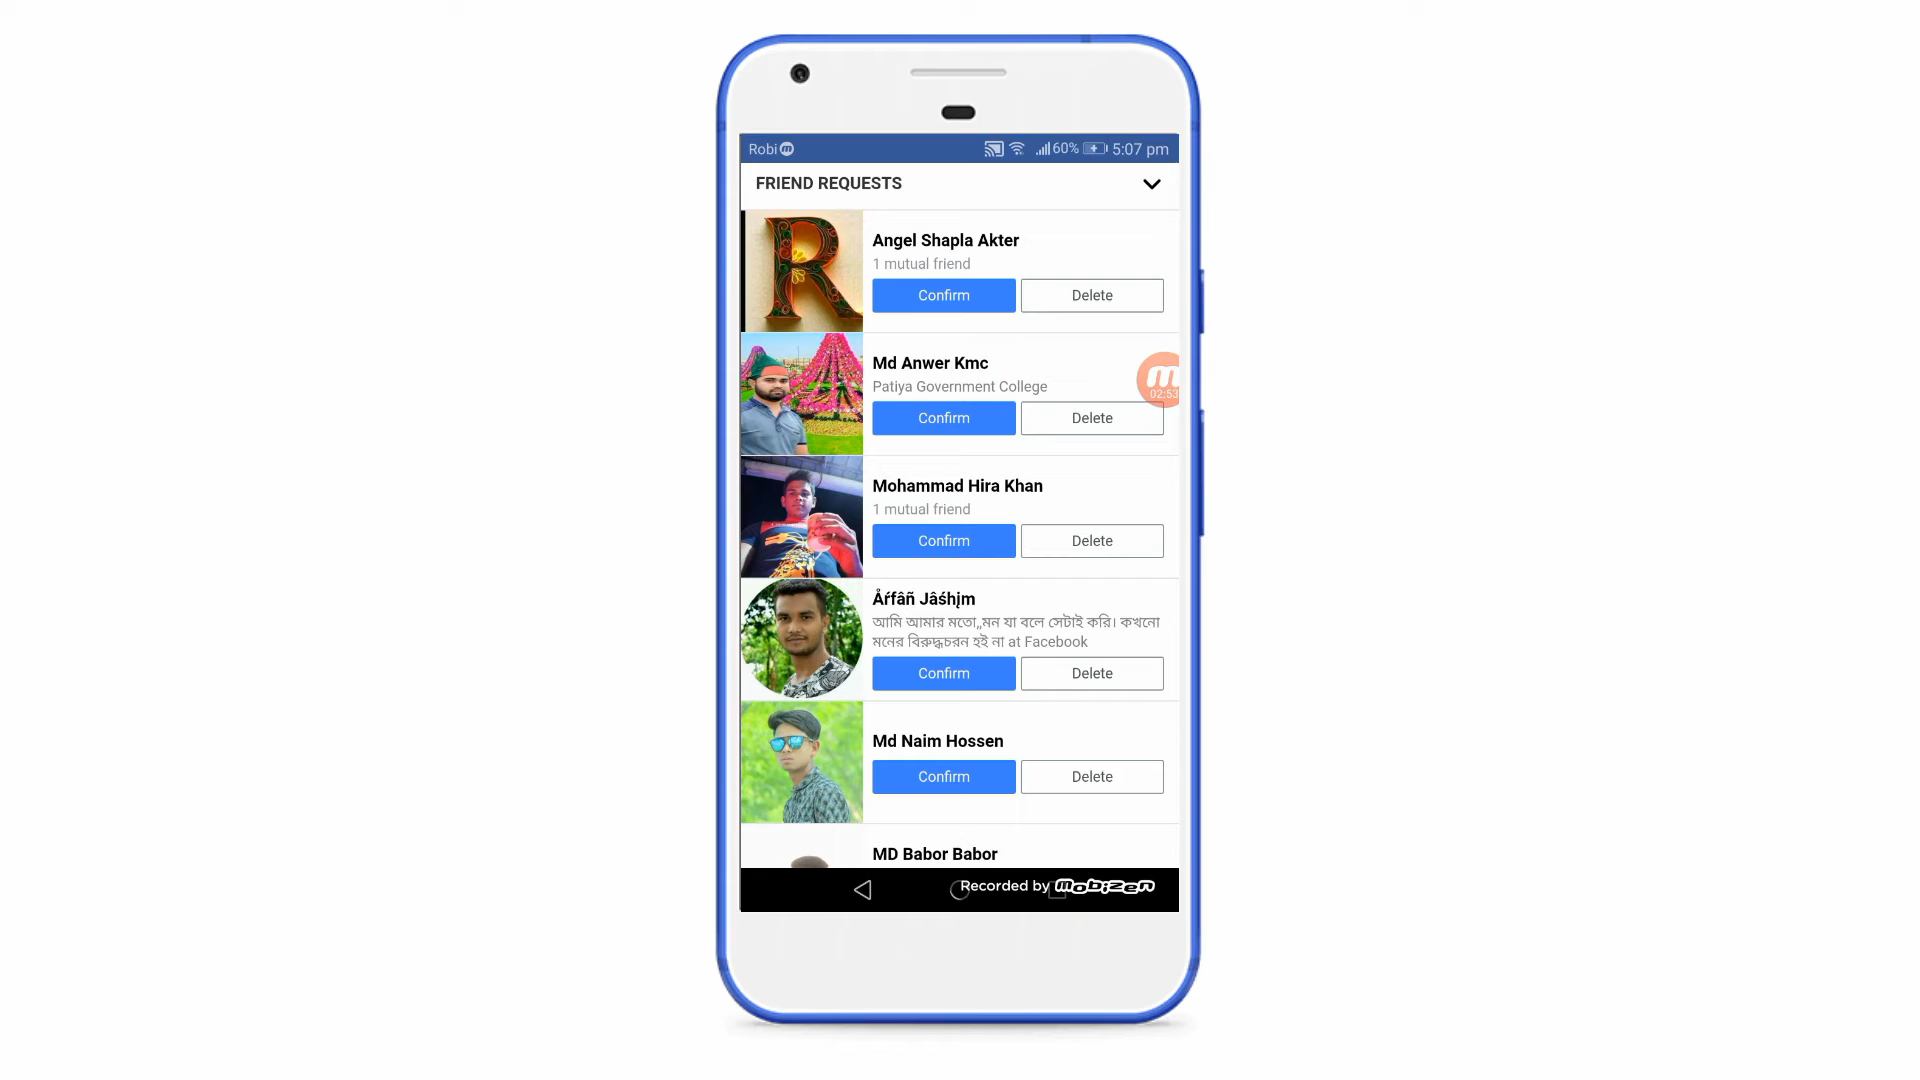 Robi 60% 5:07 pm
FRIEND REQUESTS
Angel Shapla Akter
1 mutual friend
Confirm Delete
Md Anwer Kmc
Patiya Government College
02:53
Confirm Delete
Mohammad Hira Khan
1 mutual friend
Confirm Delete
Åŕfâñ Jâśhįm
আমি আমার মতো,,মন যা বলে সেটাই করি। কখনো
মনের বিরুদ্ধচরন হই না at Facebook
Confirm Delete
Md Naim Hossen
Confirm Delete
MD Babor Babor
Recorded by mobizen